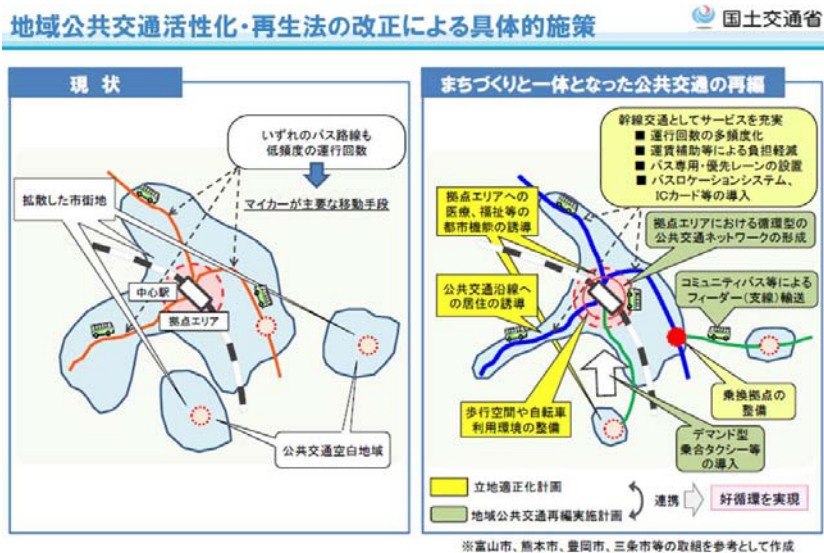 地域公共交通活性化・再生法の改正による具体的施策
国土交通省
現 状
いずれのバス路線も
低頻度の運行回数
マイカーが主要な移動手段
拡散した市街地
中心駅
拠点エリア
公共交通空白地域
まちづくりと一体となった公共交通の再編
幹線交通としてサービスを充実
■ 運行回数の多頻度化
■ 運賃補助等による負担軽減
■ バス専用・優先レーンの設置
■ バスロケーションシステム、
ICカード等の導入
拠点エリアへの
医療、福祉等の
都市機能の誘導
拠点エリアにおける循環型の
公共交通ネットワークの形成
公共交通沿線へ
の居住の誘導
コミュニティバス等による
フィーダー(支線)輸送
歩行空間や自転車
利用環境の整備
乗換拠点の
整備
デマンド型
乗合タクシー等
の導入
立地適正化計画
地域公共交通再編実施計画
連携
好循環を実現
※富山市、熊本市、豊岡市、三条市等の取組を参考として作成